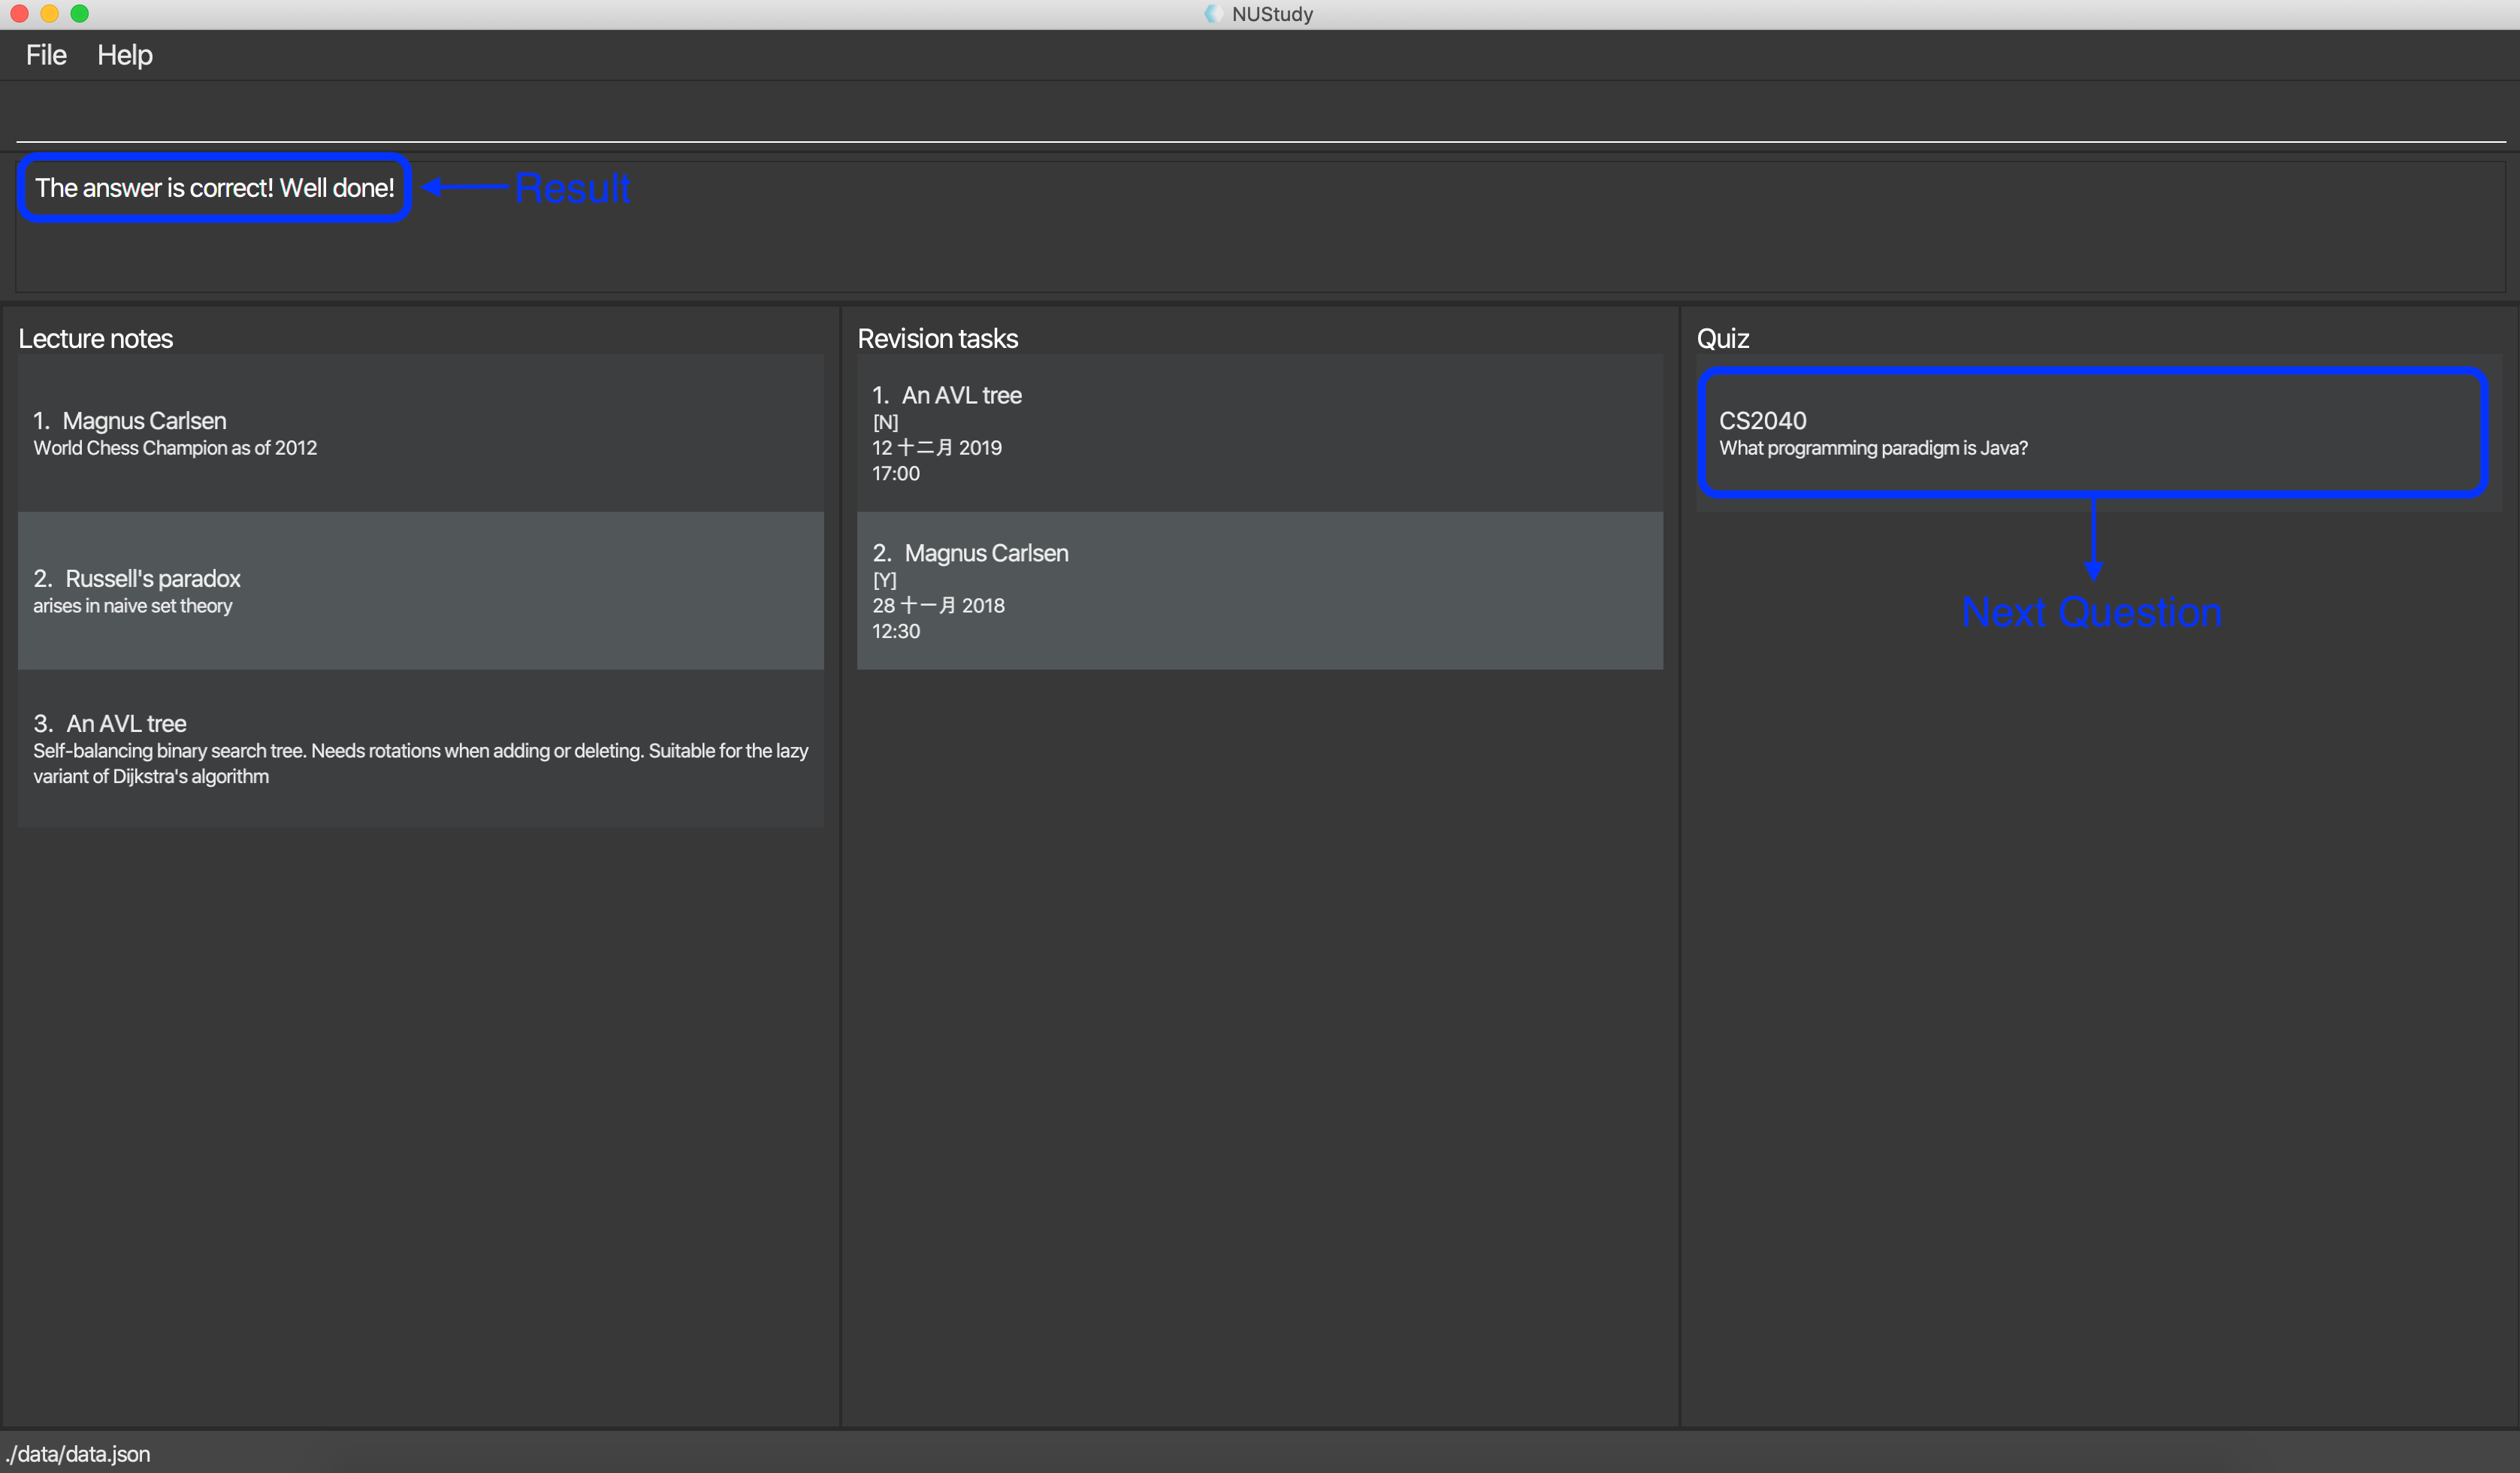 NUStudy
File Help
The answer is correct! Well done!
Result
Lecture notes
1. Magnus Carlsen
World Chess Champion as of 2012
2. Russell's paradox
arises in naive set theory
3. An AVL tree
Self-balancing binary search tree. Needs rotations when adding or deleting. Suitable for the lazy
variant of Dijkstra's algorithm
Revision tasks
1. An AVL tree
[N]
12 十二月 2019
17:00
2. Magnus Carlsen
[Y]
28 十一月 2018
12:30
Quiz
CS2040
What programming paradigm is Java?
Next Question
./data/data.json